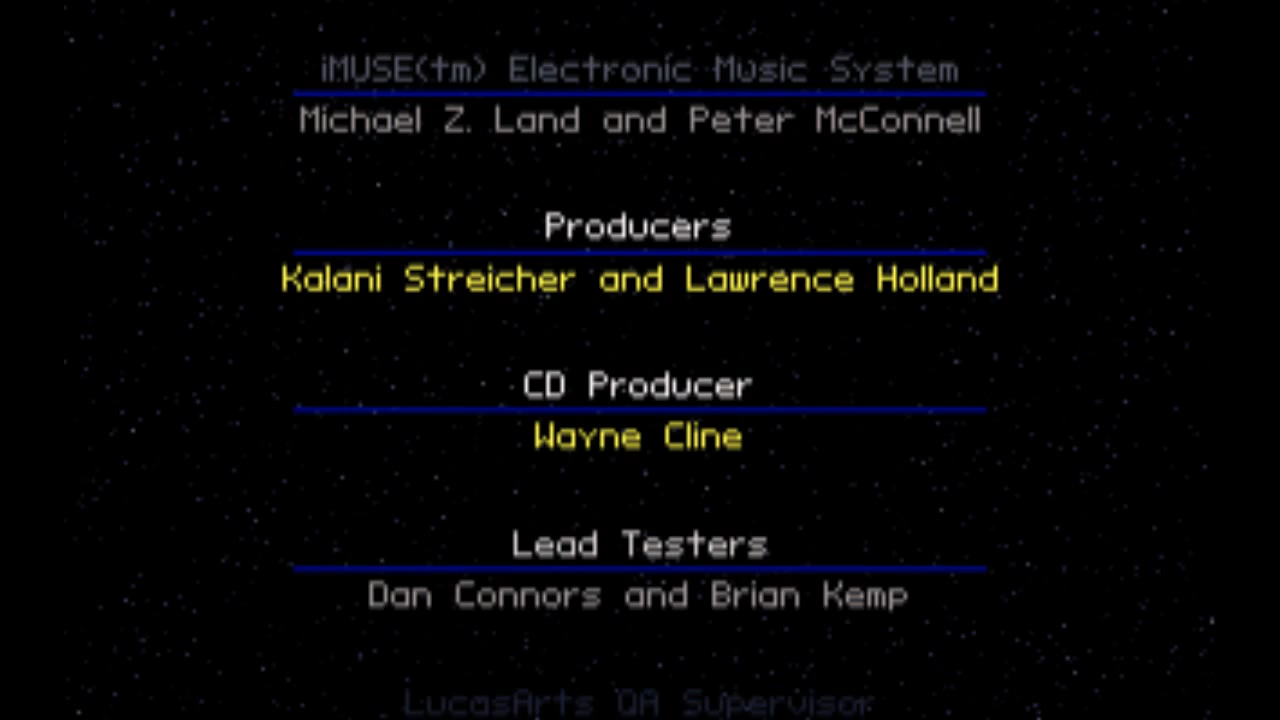 iMUSE(tm) Electronic Music System
Michael Z. Land and Peter McConnell
Producers
Kalani Streicher and Lawrence Holland
CD Producer
Wayne Cline
Lead Testers
Dan Connors and Brian Kemp
LucasArts QA Supervisor